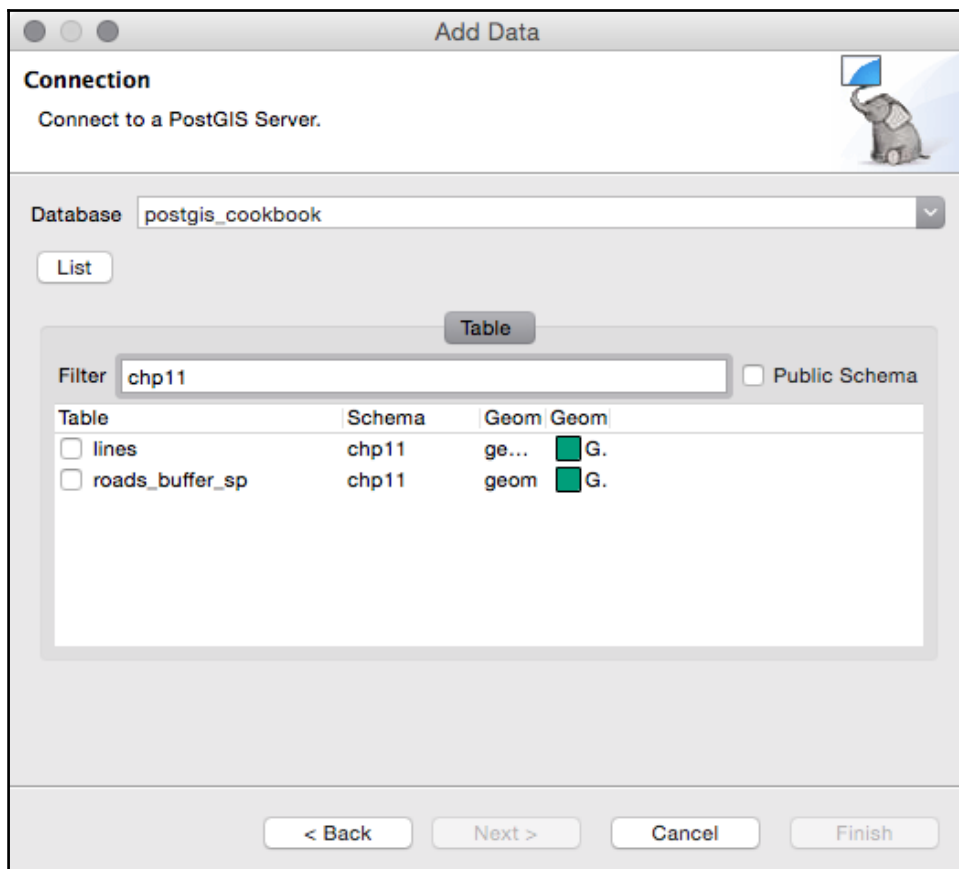 Add Data
Connection
Connect to a PostGIS Server.
Database postgis_cookbook
List
Table
Filter chp11 Public Schema
Table Schema Geom Geom
lines chp11 ge... G.
roads_buffer_sp chp11 geom G.
< Back Next > Cancel Finish